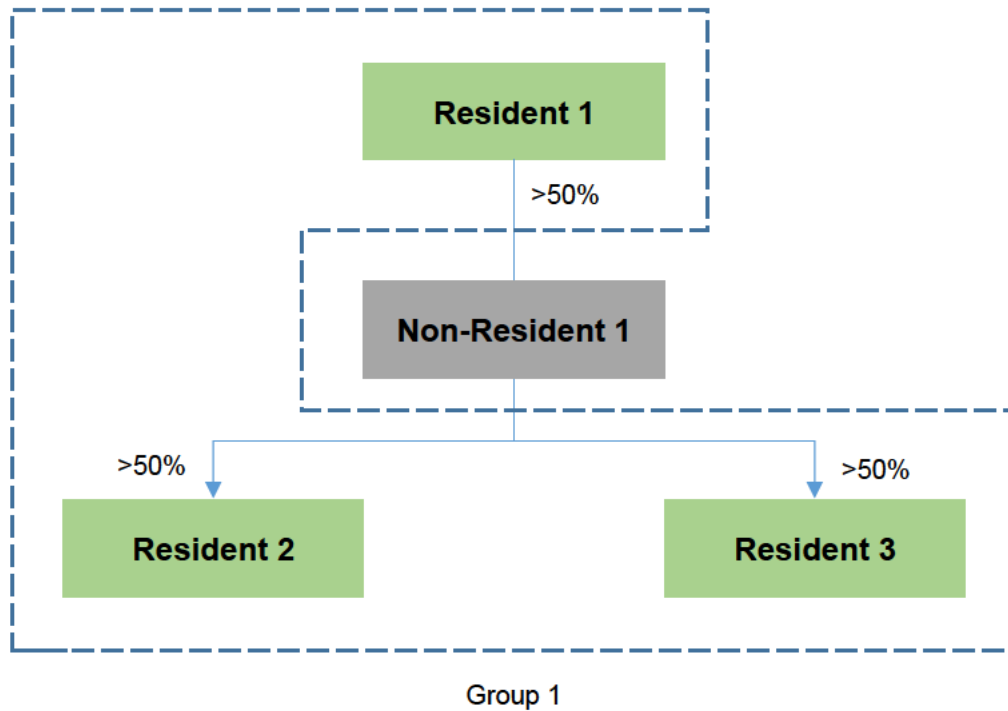 Resident 1
>50%
Non-Resident 1
>50%
>50%
Resident 2
Resident 3
Group 1